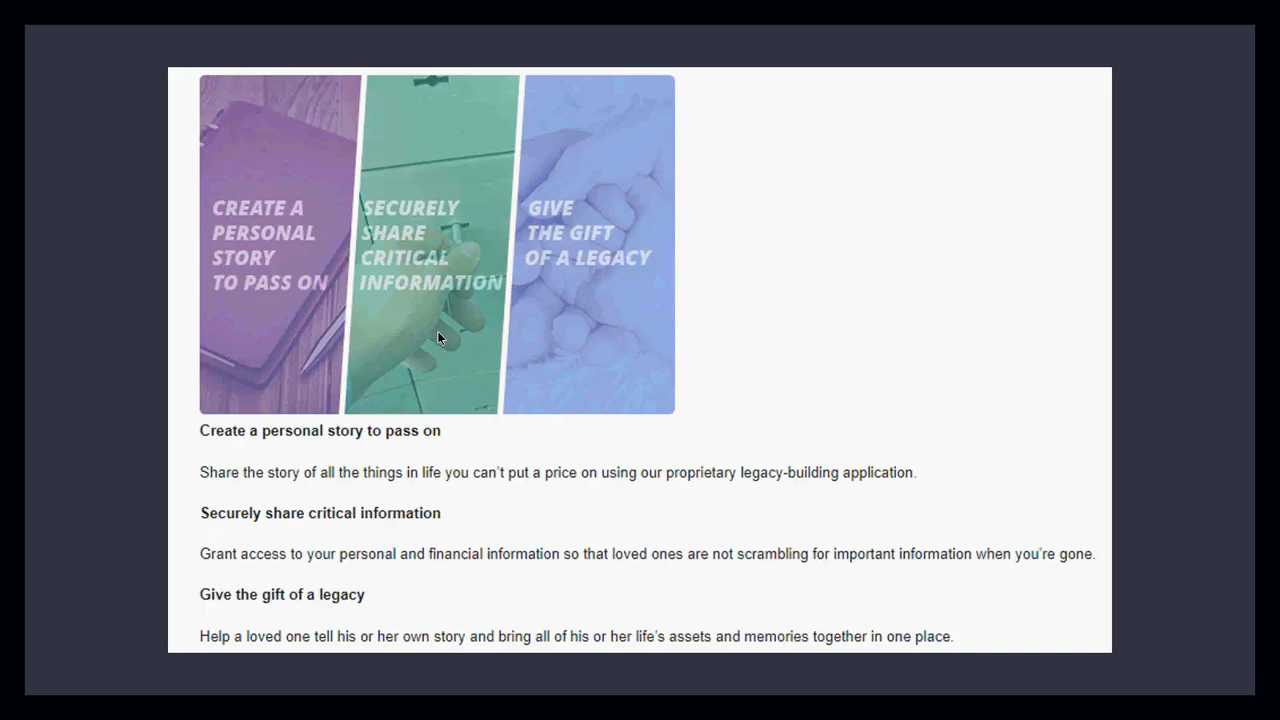 CREATE A
PERSONAL
STORY
TO PASS ON
SECURELY
SHARE
CRITICAL
INFORMATION
GIVE
THE GIFT
OF A LEGACY
Create a personal story to pass on
Share the story of all the things in life you can't put a price on using our proprietary legacy-building application.
Securely share critical information
Grant access to your personal and financial information so that loved ones are not scrambling for important information when you're gone.
Give the gift of a legacy
Help a loved one tell his or her own story and bring all of his or her life's assets and memories together in one place.